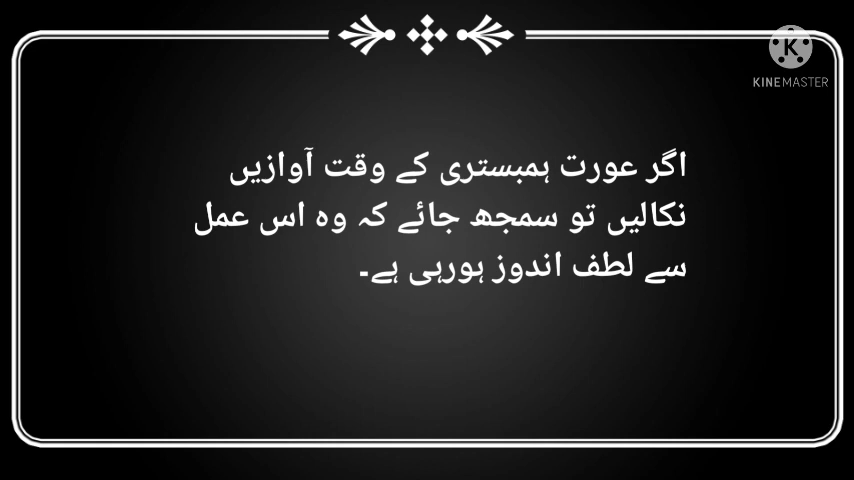 KINEMASTER
اگر عورت ہمبستری کے وقت آوازیں
نکالیں تو سمجھ جائے کہ وہ اس عمل
سے لطف اندوز ہورہی ہے۔